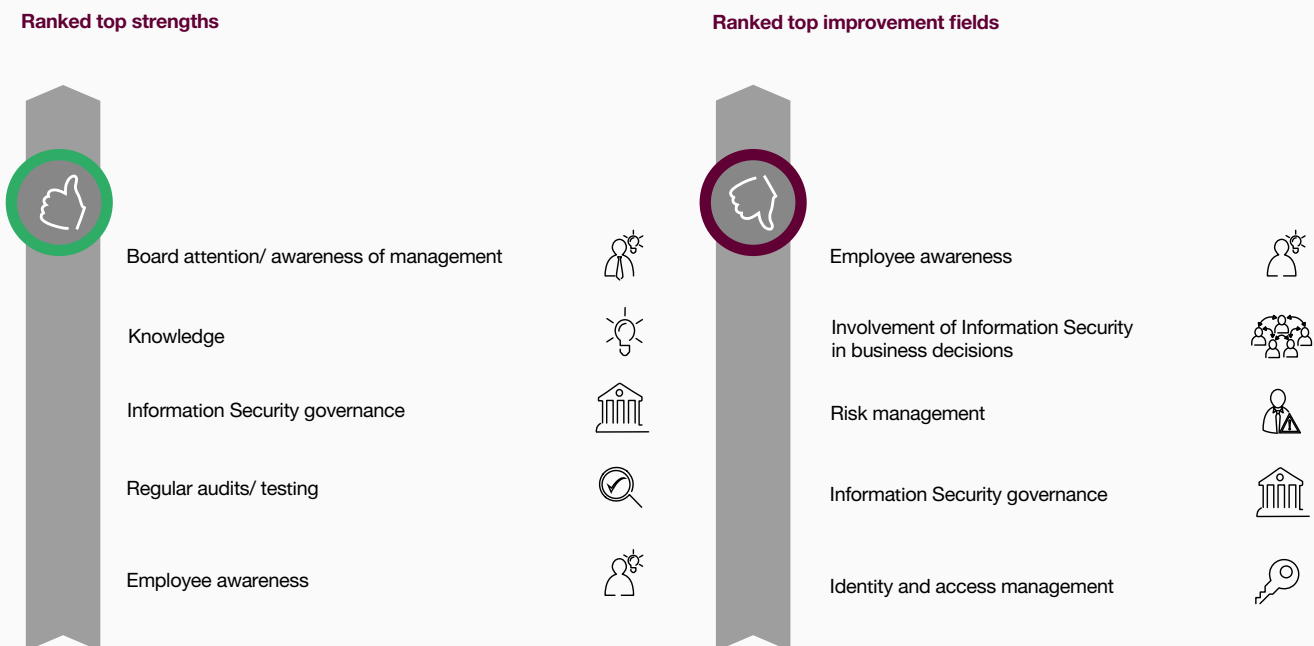 Ranked top strengths
Board attention/ awareness of management
Knowledge
Information Security governance
Regular audits/ testing
Employee awareness
Ranked top improvement fields
Employee awareness
Involvement of Information Security
in business decisions
Risk management
Information Security governance
Identity and access management